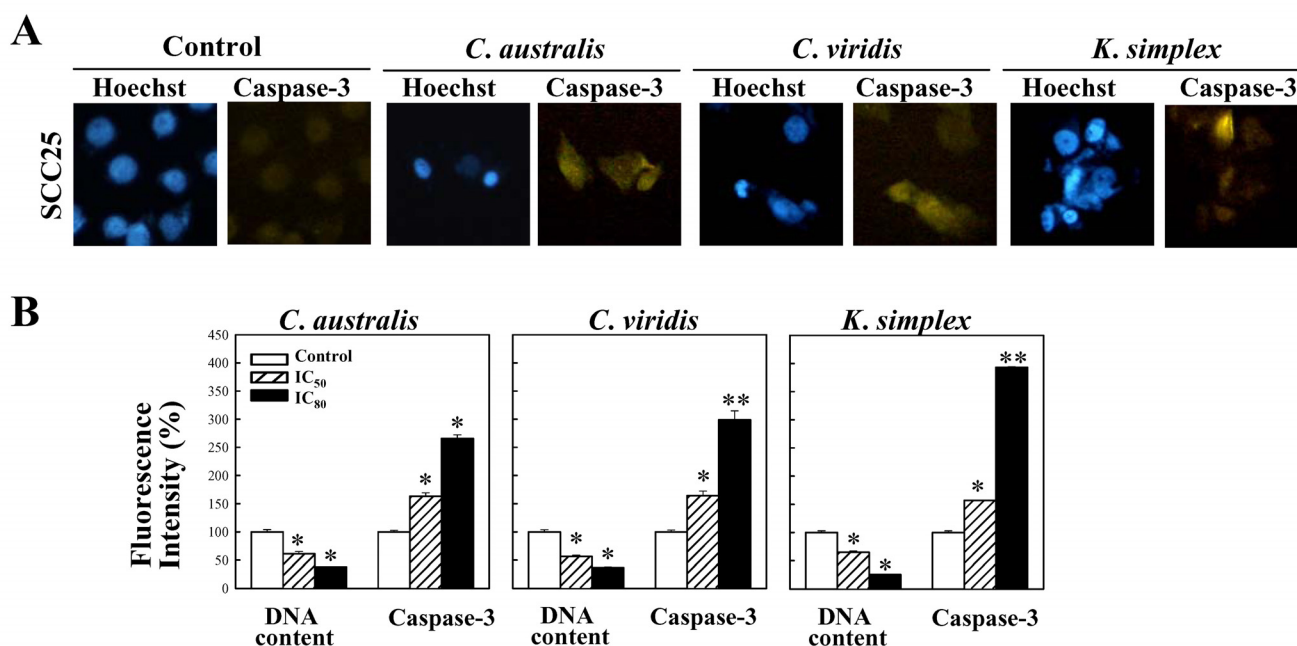 A
Control
C. australis
C. viridis
K. simplex
Hoechst Caspase-3 Hoechst Caspase-3 Hoechst Caspase-3 Hoechst Caspase-3
SCC25
B
C. australis
C. viridis
K. simplex
Fluorescence
Intensity (%)
450
400
350
300
250
200
150
100
50
0
Control
IC50
IC80
* * * *
* * * **
* * * **
DNA
content
Caspase-3
DNA
content
Caspase-3
DNA
content
Caspase-3